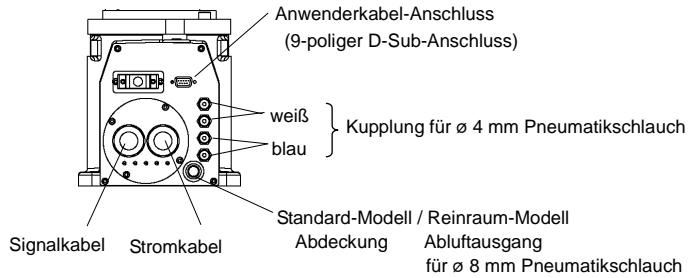 Anwenderkabel-Anschluss
(9-poliger D-Sub-Anschluss)
weiß
Kupplung für ø 4 mm Pneumatikschlauch
blau
Standard-Modell / Reinraum-Modell
Abdeckung Abluftausgang
für ø 8 mm Pneumatikschlauch
Signalkabel Stromkabel